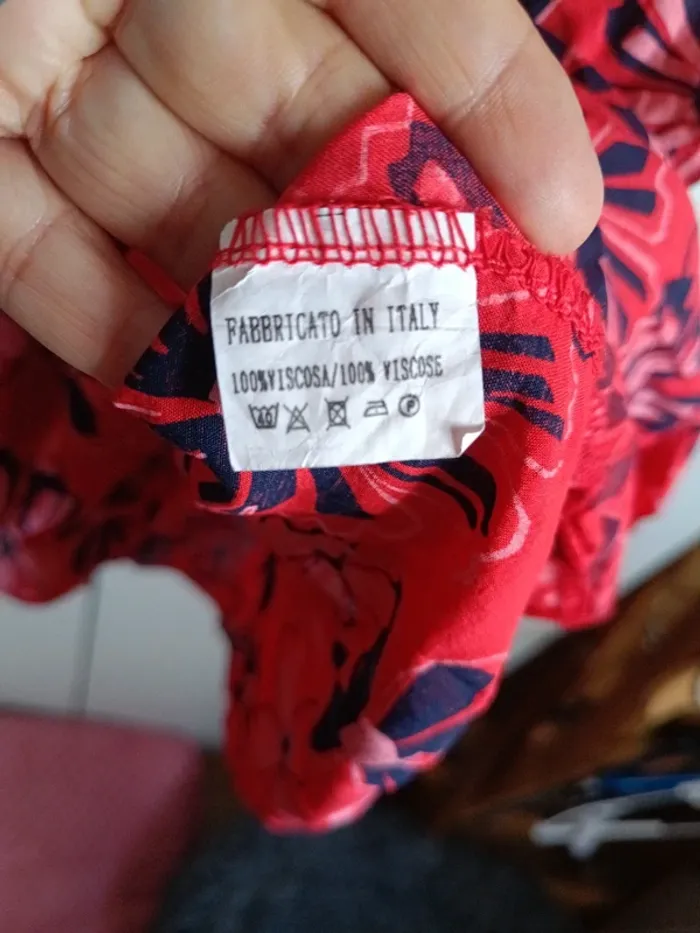 FABBRICATO IN ITALY
100%VISCOSA/100% VISCOSE
P